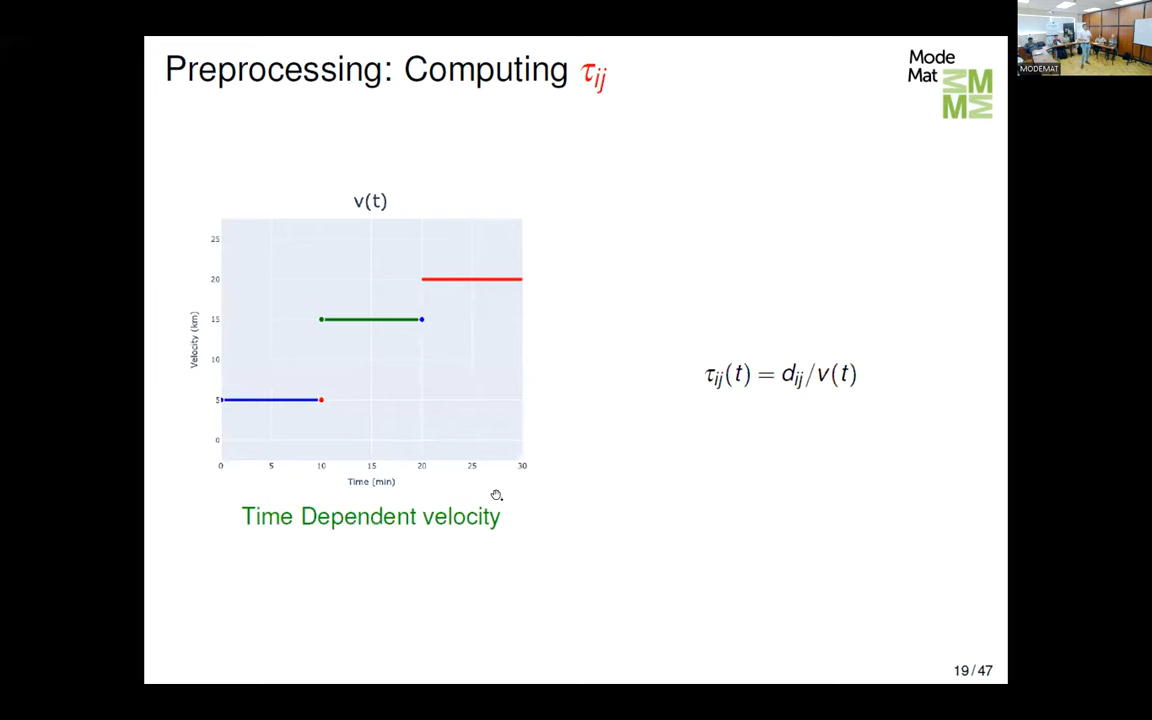 Preprocessing: Computing τij
Mode
Mat
M
M
MODEMAT
v(t)
25
20
15
10
5
0
Velocity (km)
0 5 10 15 20 25 30
Time (min)
τij(t) = dij/v(t)
Time Dependent velocity
19/47